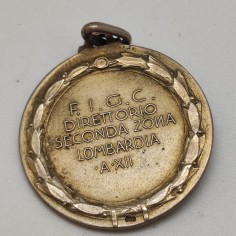 F. I. G. C.
DIRETTORIO
SECONDA ZONA
LOMBARDIA
A·XII